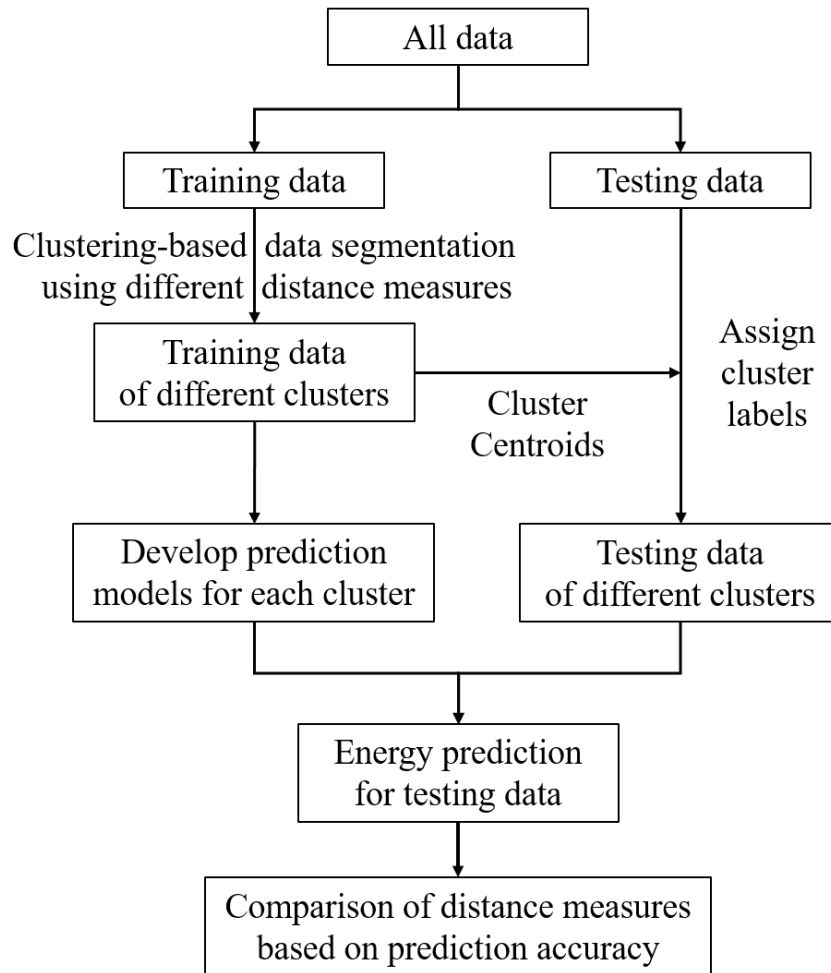 All data
Training data
Testing data
Clustering-based data segmentation
using different distance measures
Training data
of different clusters
Cluster
Centroids
Assign
cluster
labels
Develop prediction
models for each cluster
Testing data
of different clusters
Energy prediction
for testing data
Comparison of distance measures
based on prediction accuracy